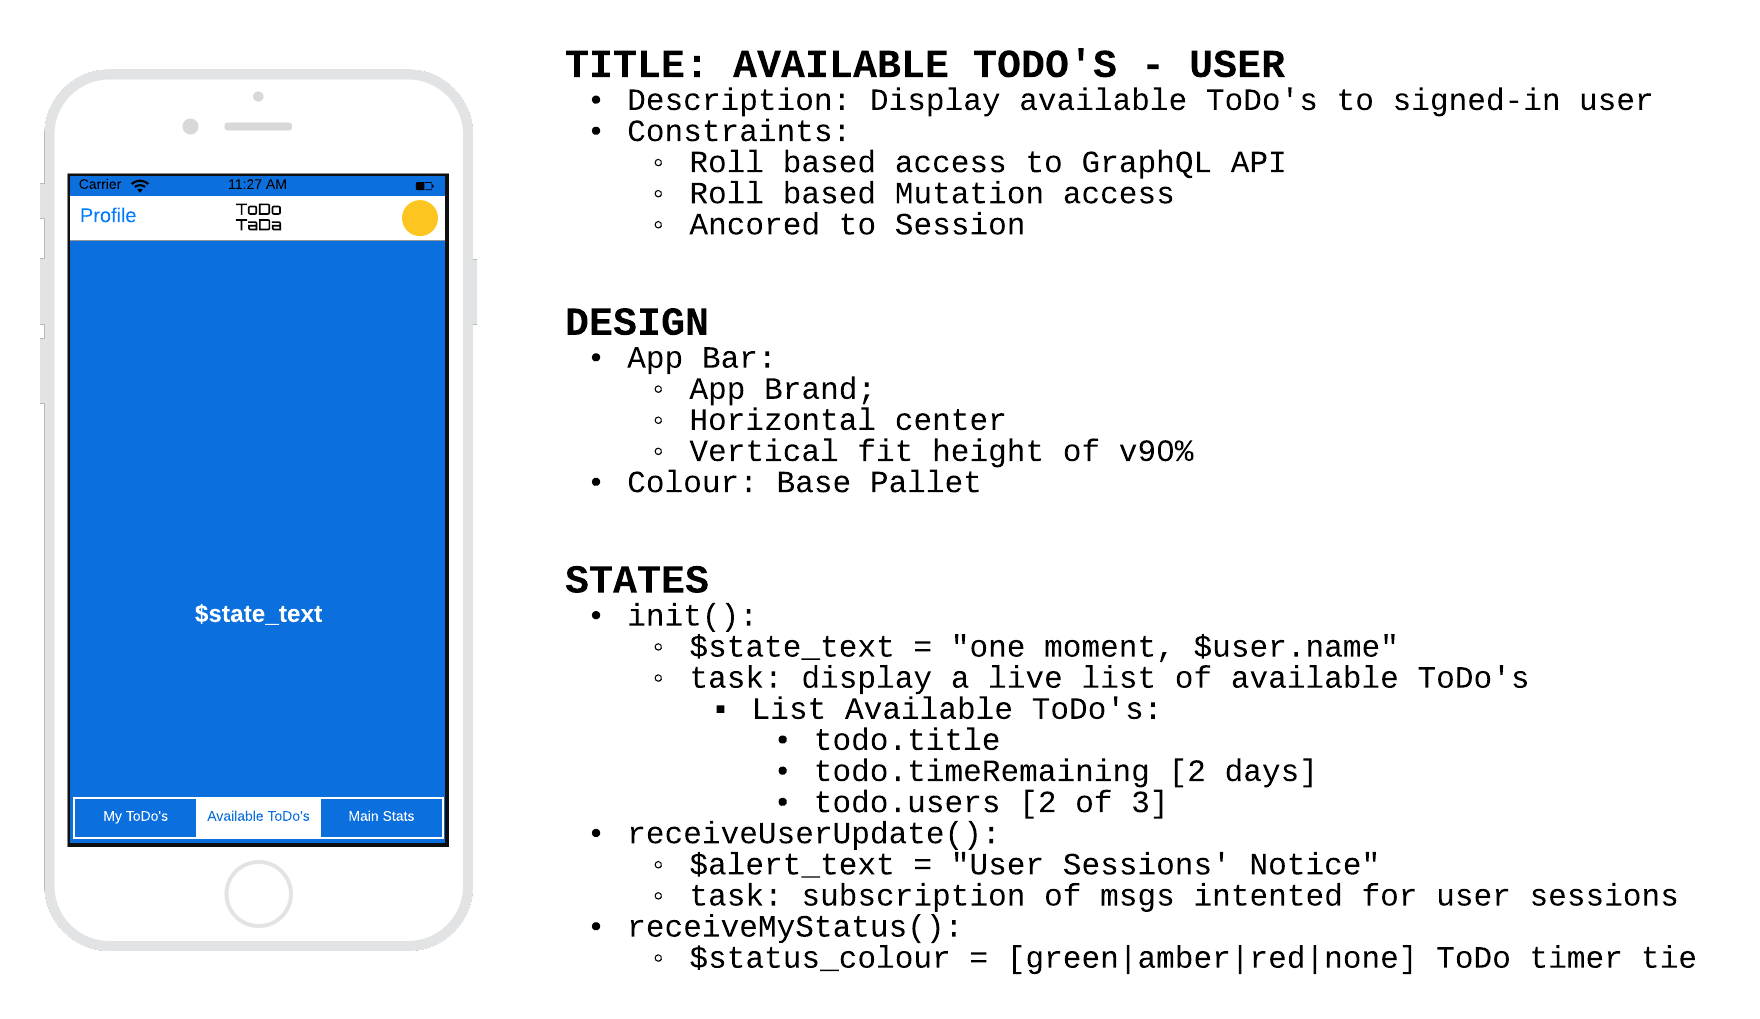 Carrier 11:27 AM
Profile
ToDo
TaDa
$state_text
My ToDo's Available ToDo's Main Stats
TITLE: AVAILABLE TODO'S - USER
• Description: Display available ToDo's to signed-in user
• Constraints:
◦ Roll based access to GraphQL API
◦ Roll based Mutation access
◦ Ancored to Session
DESIGN
• App Bar:
◦ App Brand;
◦ Horizontal center
◦ Vertical fit height of v90%
• Colour: Base Pallet
STATES
• init():
◦ $state_text = "one moment, $user.name"
◦ task: display a live list of available ToDo's
▪ List Available ToDo's:
• todo.title
• todo.timeRemaining [2 days]
• todo.users [2 of 3]
• receiveUserUpdate():
◦ $alert_text = "User Sessions' Notice"
◦ task: subscription of msgs intented for user sessions
• receiveMyStatus():
◦ $status_colour = [green|amber|red|none] ToDo timer tie